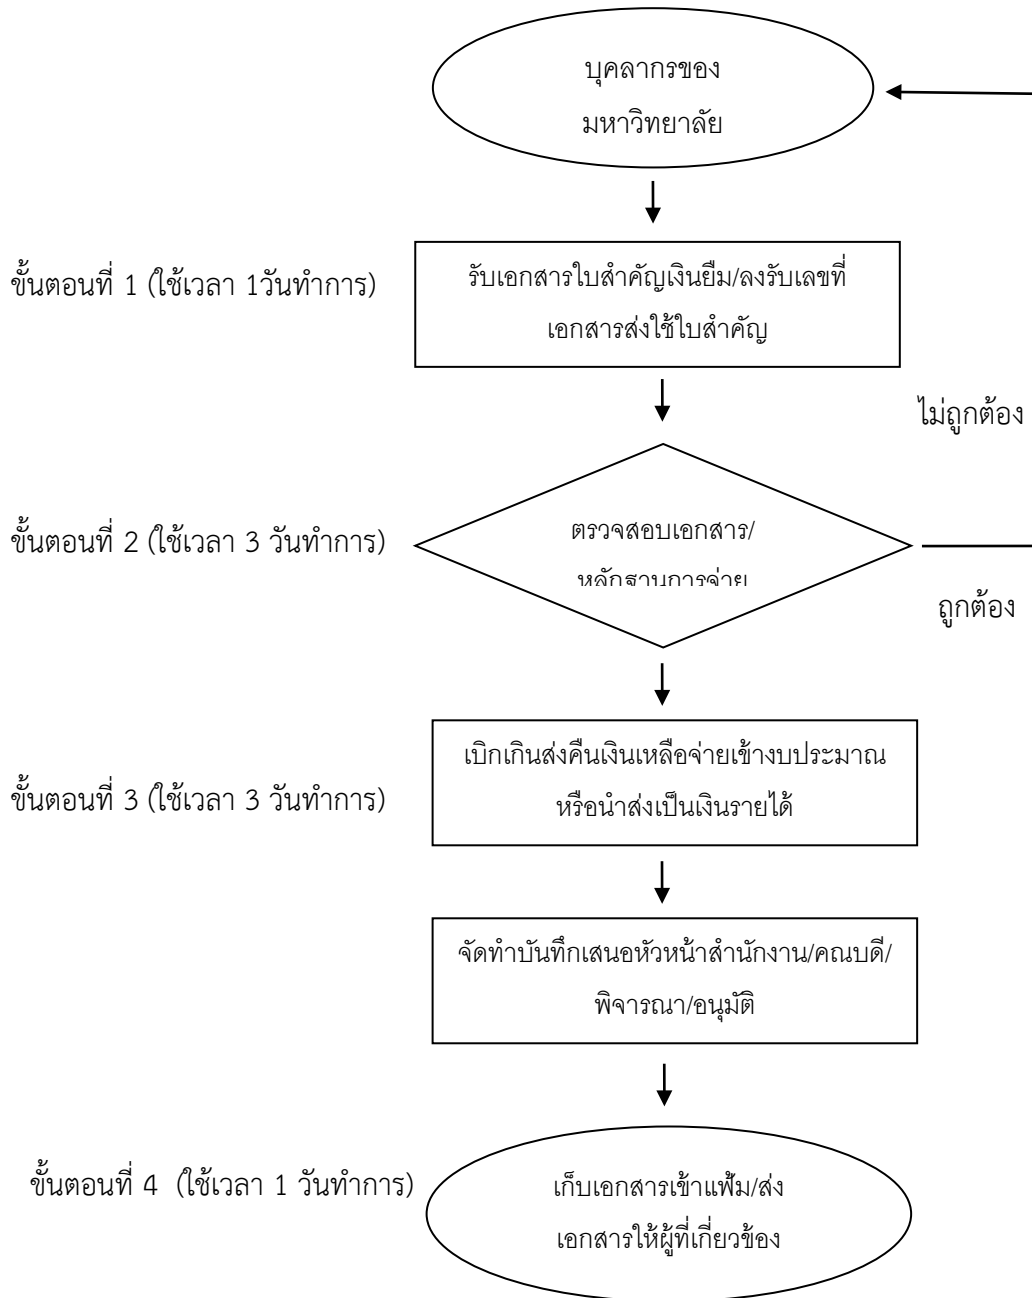 บุคลากรของ
มหาวิทยาลัย
ขั้นตอนที่ 1 (ใช้เวลา 1วันทำการ)
รับเอกสารใบสำคัญเงินยืม/ลงรับเลขที่
เอกสารส่งใช้ใบสำคัญ
ไม่ถูกต้อง
ขั้นตอนที่ 2 (ใช้เวลา 3 วันทำการ)
ตรวจสอบเอกสาร/
หลักฐานการจ่าย
ถูกต้อง
ขั้นตอนที่ 3 (ใช้เวลา 3 วันทำการ)
เบิกเกินส่งคืนเงินเหลือจ่ายเข้างบประมาณ
หรือนำส่งเป็นเงินรายได้
จัดทำบันทึกเสนอหัวหน้าสำนักงาน/คณบดี/
พิจารณา/อนุมัติ
ขั้นตอนที่ 4 (ใช้เวลา 1 วันทำการ)
เก็บเอกสารเข้าแฟ้ม/ส่ง
เอกสารให้ผู้ที่เกี่ยวข้อง